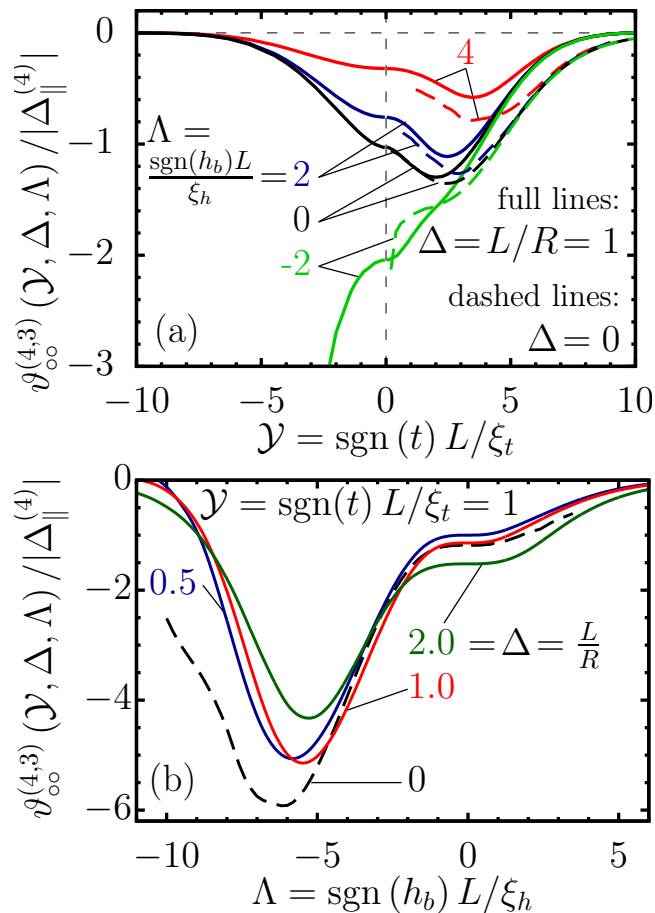 ϑ_{○○}^{(4,3)}(𝒴, Δ, Λ) / |Δ_∥^{(4)}|
0
−1
−2
−3
4
Λ =
sgn(h_b)L / ξ_h = 2
0
-2
full lines:
Δ = L/R = 1
dashed lines:
Δ = 0
(a)
−10 −5 0 5 10
𝒴 = sgn (t) L/ξ_t
ϑ_{○○}^{(4,3)}(𝒴, Δ, Λ) / |Δ_∥^{(4)}|
0
−2
−4
−6
𝒴 = sgn(t) L/ξ_t = 1
0.5
2.0 = Δ = L/R
1.0
0
(b)
−10 −5 0 5
Λ = sgn (h_b) L/ξ_h